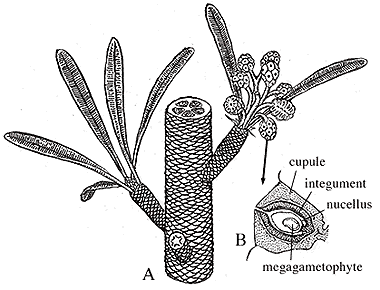 cupule
integument
nucellus
B
A
megagametophyte